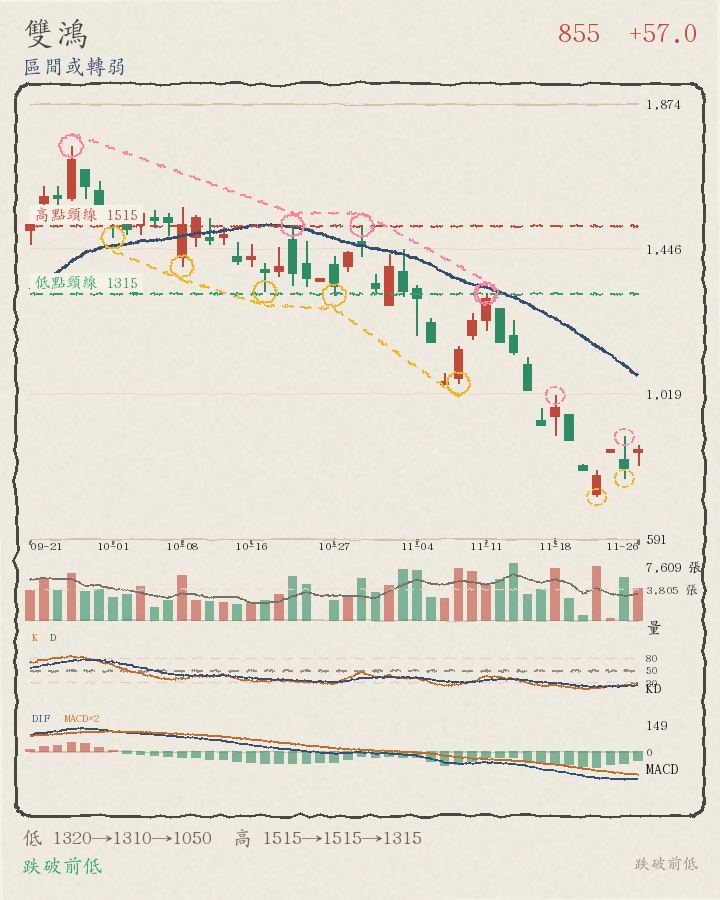 雙鴻
855 +57.0
區間或轉弱
1,874
高點頸線 1515
1,446
低點頸線 1315
1,019
591
09-21 10-01 10-08 10-16 10-27 11-04 11-11 11-18 11-26
7,609 張
3,805 張
量
K D
80
50
20
KD
DIF MACD×2
149
0
MACD
低 1320→1310→1050 高 1515→1515→1315
跌破前低
跌破前低